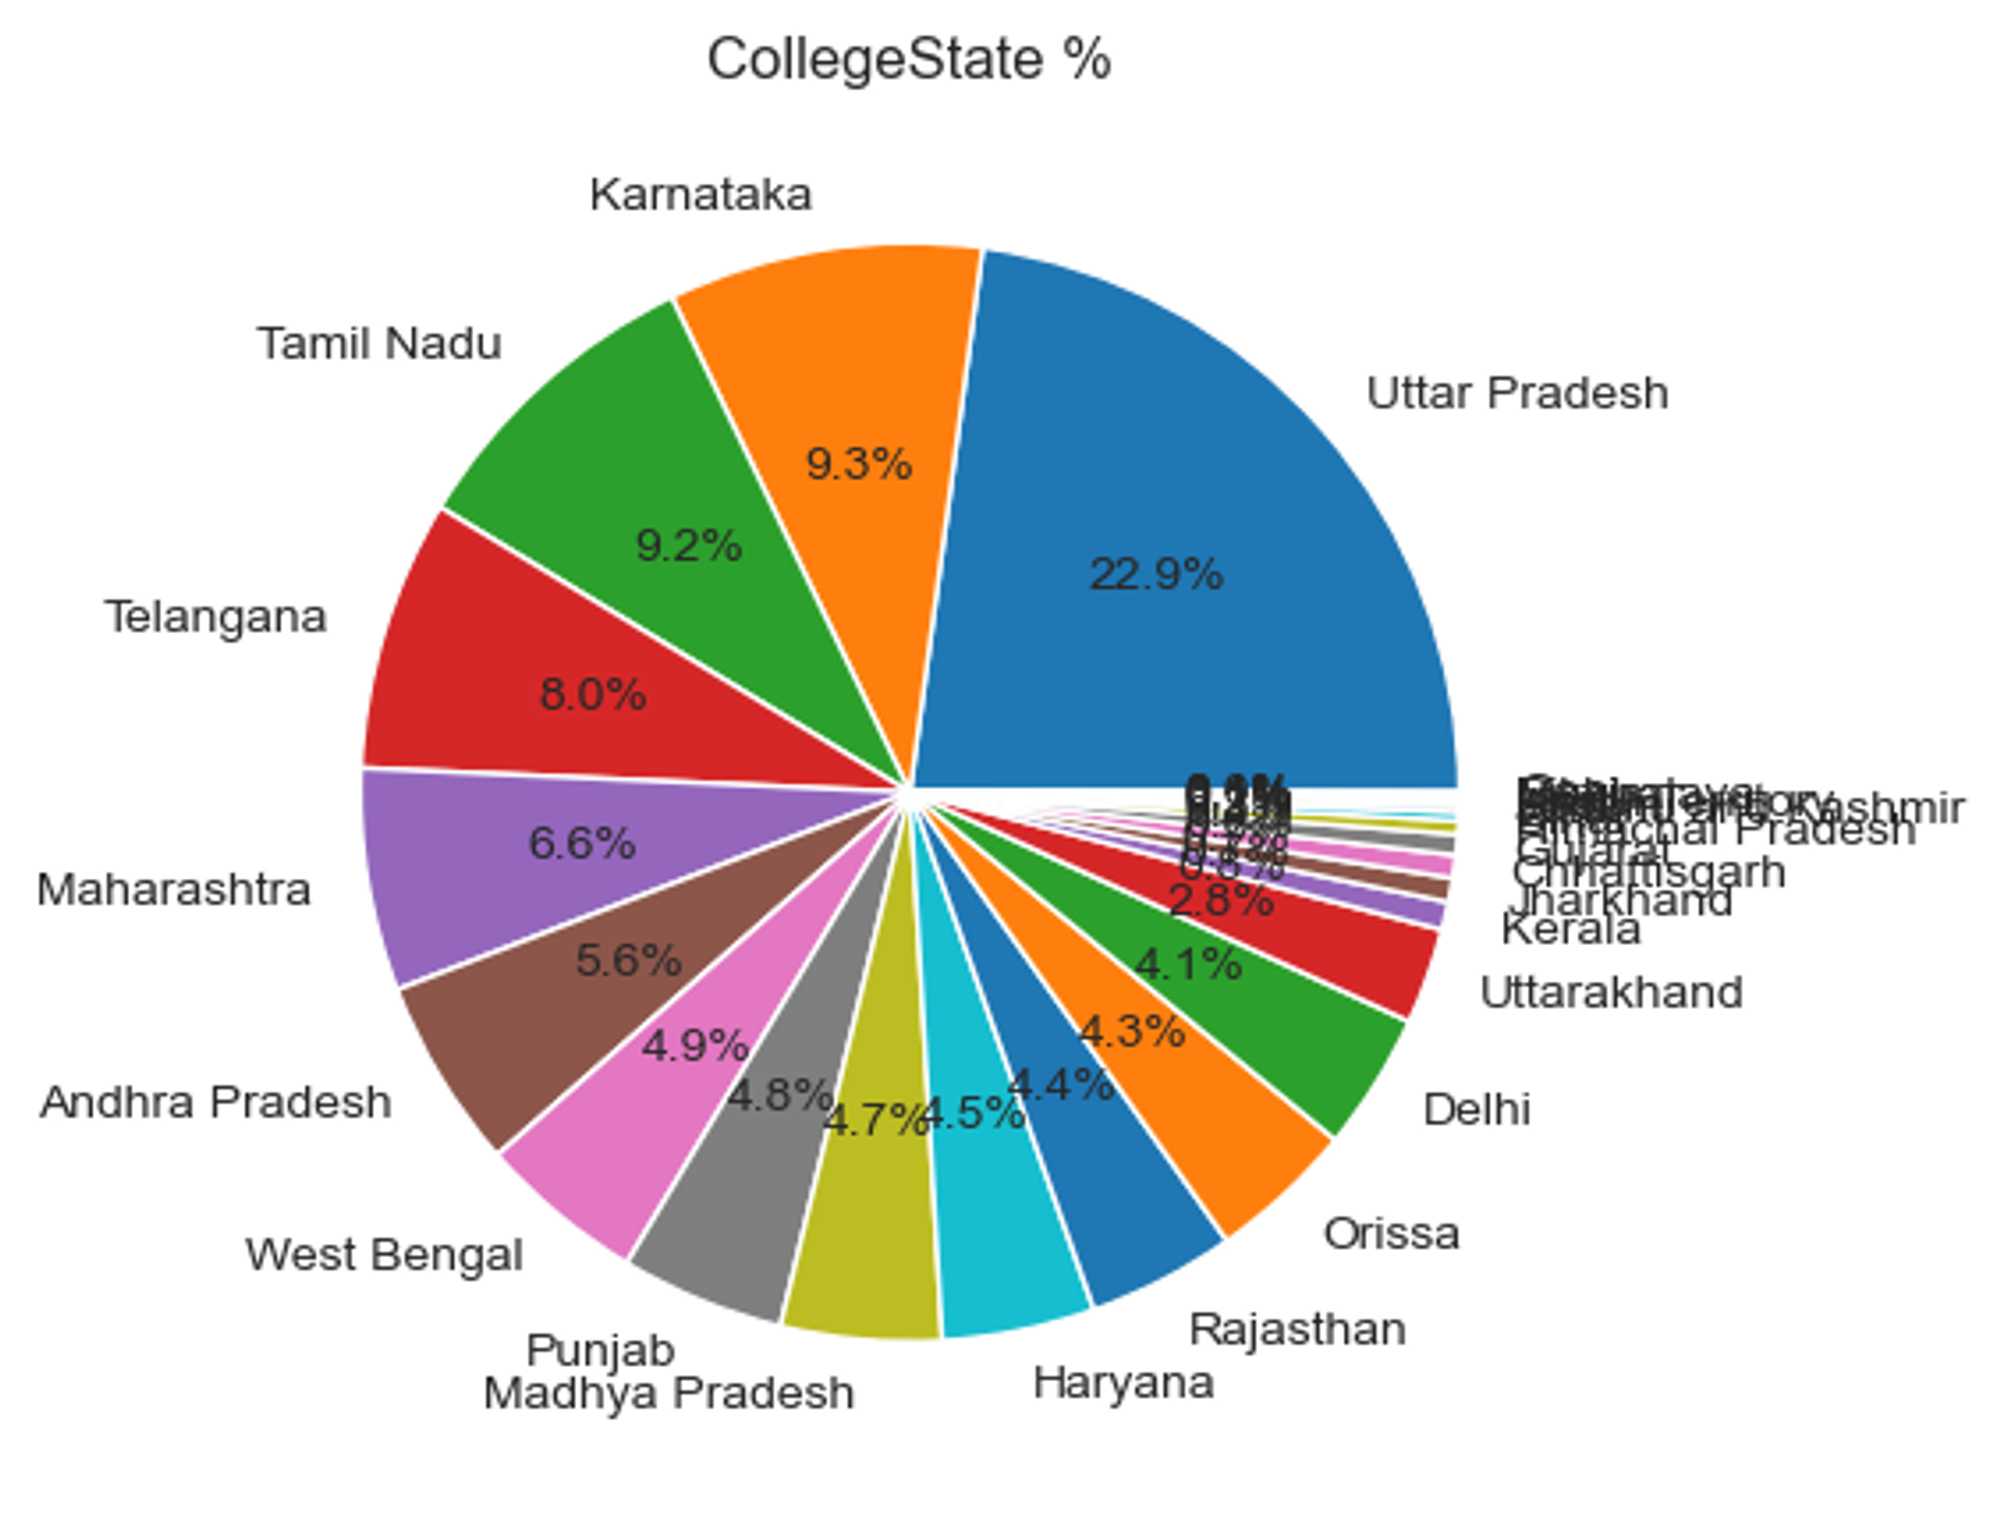 CollegeState %
Karnataka
Tamil Nadu
Uttar Pradesh
9.3%
9.2%
22.9%
Telangana
8.0%
6.6%
Maharashtra
5.6%
Andhra Pradesh
4.9%
West Bengal
4.8%
Punjab
4.7%
Madhya Pradesh
4.5%
Haryana
4.4%
Rajasthan
4.3%
Orissa
4.1%
Delhi
2.8%
Uttarakhand
Kerala
Jharkhand
Chhattisgarh
Gujarat
Himachal Pradesh
Kashmir